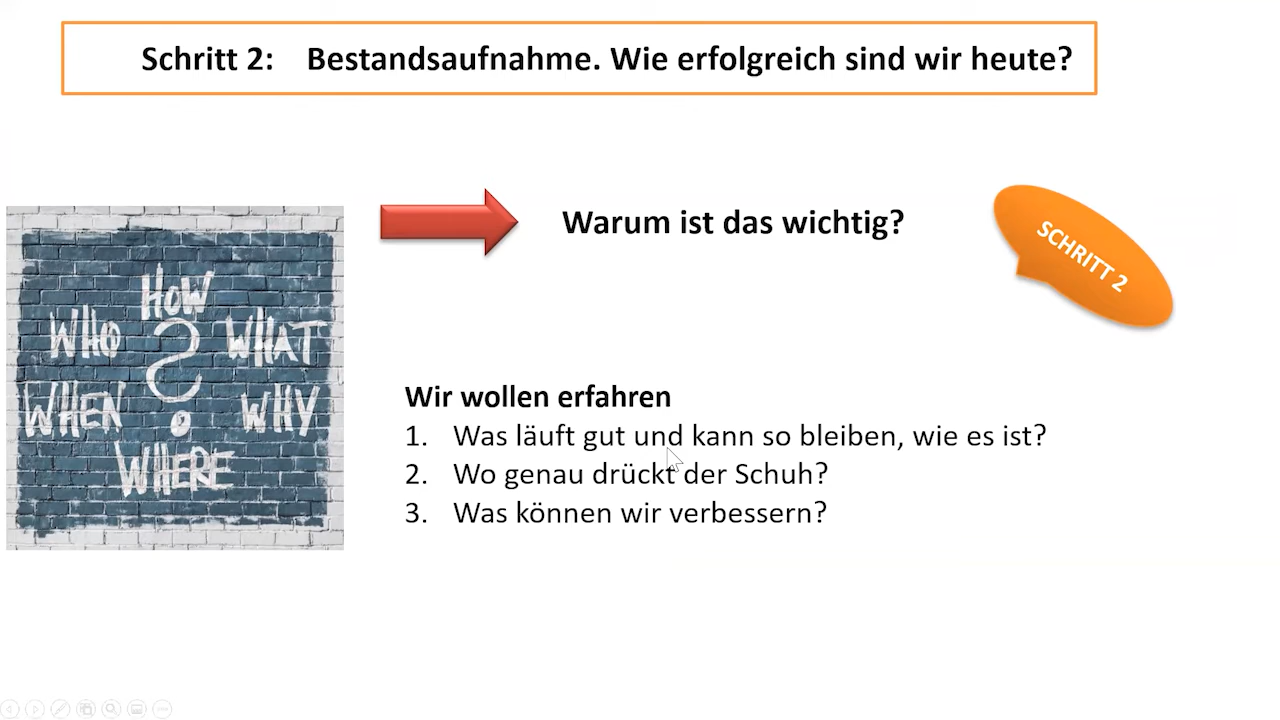 Schritt 2: Bestandsaufnahme. Wie erfolgreich sind wir heute?
Warum ist das wichtig?
SCHRITT 2
HOW
WHO ? WHAT
WHEN WHY
WHERE
Wir wollen erfahren
1. Was läuft gut und kann so bleiben, wie es ist?
2. Wo genau drückt der Schuh?
3. Was können wir verbessern?